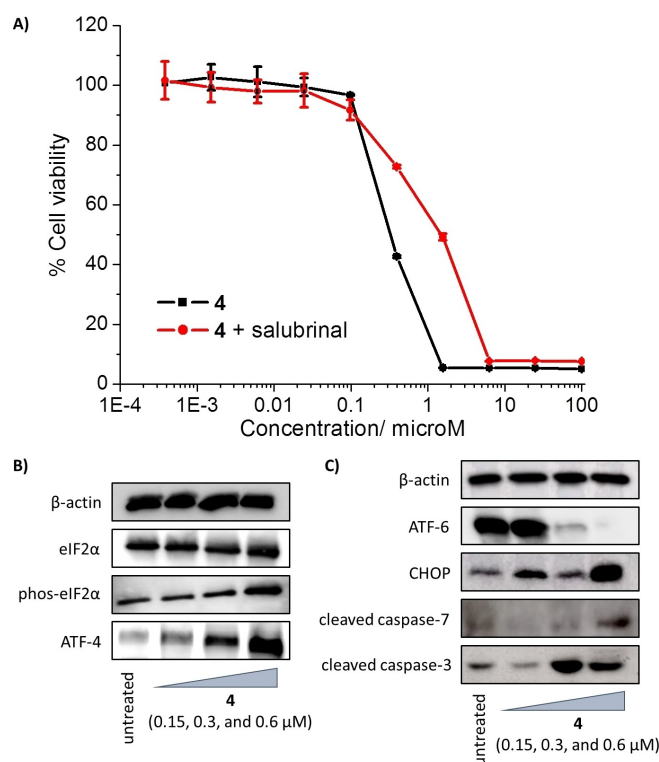 A)
120
100
80
60
40
20
0
% Cell viability
4
4 + salubrinal
1E-4 1E-3 0.01 0.1 1 10 100
Concentration/ microM
B)
β-actin
eIF2α
phos-eIF2α
ATF-4
untreated
4
(0.15, 0.3, and 0.6 μM)
C)
β-actin
ATF-6
CHOP
cleaved caspase-7
cleaved caspase-3
untreated
4
(0.15, 0.3, and 0.6 μM)